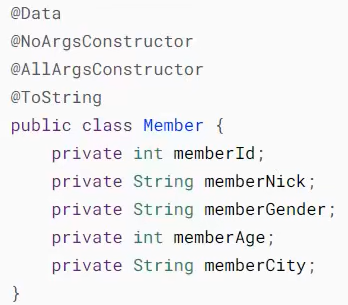 @Data
@NoArgsConstructor
@AllArgsConstructor
@ToString
public class Member {
    private int memberId;
    private String memberNick;
    private String memberGender;
    private int memberAge;
    private String memberCity;
}